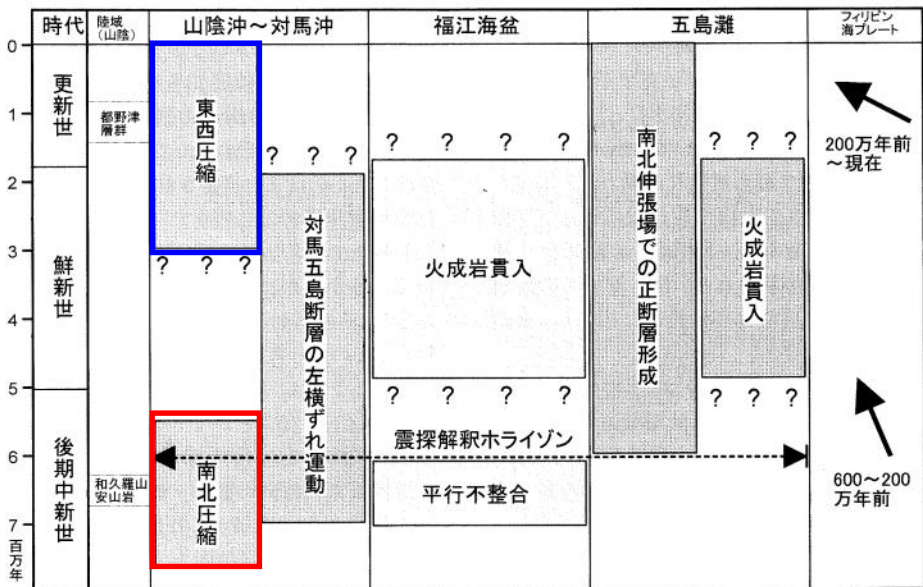 時代
陸域
(山陰)
山陰沖～対馬沖
福江海盆
五島灘
フィリピン
海プレート
0
1
2
3
4
5
6
7
百万年
更新世
鮮新世
後期中新世
都野津
層群
和久羅山
安山岩
東西圧縮
? ? ?
南北圧縮
? ? ?
対馬五島断層の左横ずれ運動
? ? ? ?
火成岩貫入
? ? ? ?
震探解釈ホライゾン
平行不整合
南北伸張場での正断層形成
? ? ?
火成岩貫入
? ? ?
200万年前
～現在
600～200
万年前